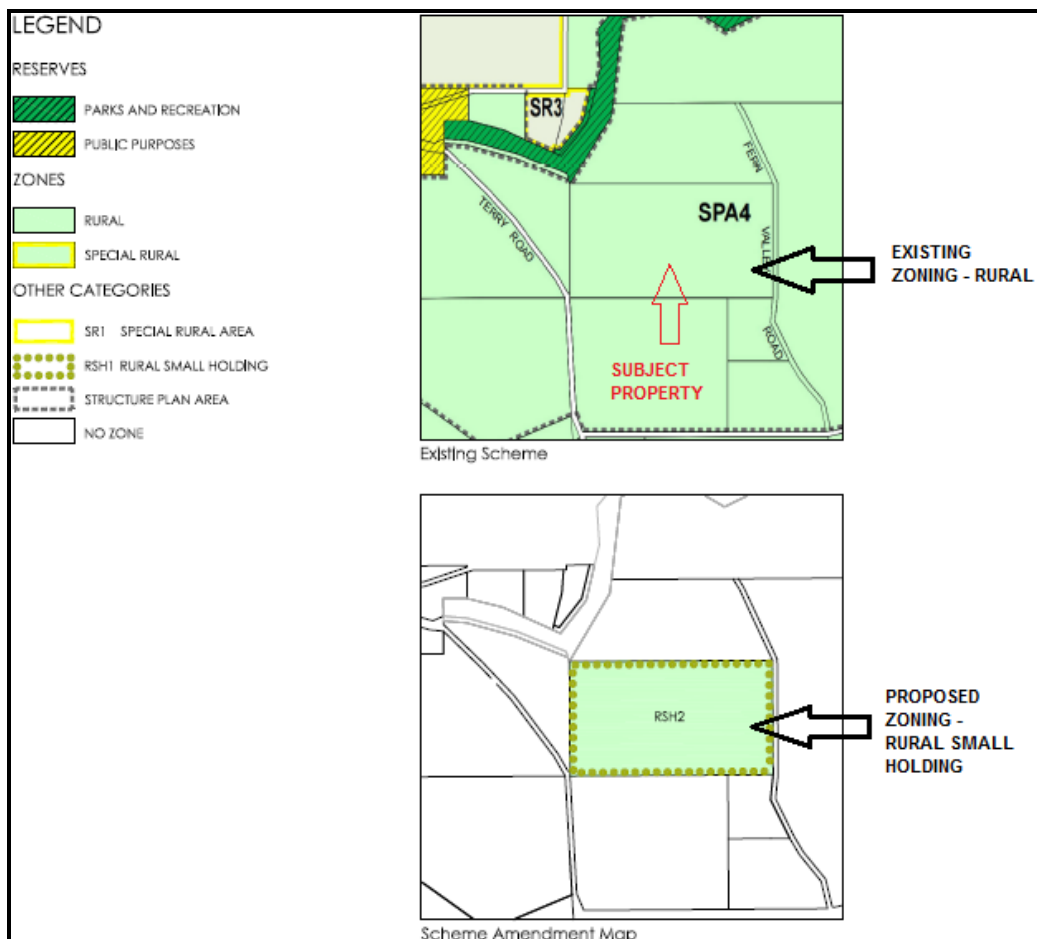 LEGEND
RESERVES
PARKS AND RECREATION
PUBLIC PURPOSES
ZONES
RURAL
SPECIAL RURAL
OTHER CATEGORIES
SR1 SPECIAL RURAL AREA
RSH1 RURAL SMALL HOLDING
STRUCTURE PLAN AREA
NO ZONE
SR3
FERN
TERRY ROAD
SPA4
VALLEY
ROAD
EXISTING
ZONING - RURAL
SUBJECT
PROPERTY
Existing Scheme
RSH2
PROPOSED
ZONING -
RURAL SMALL
HOLDING
Scheme Amendment Map